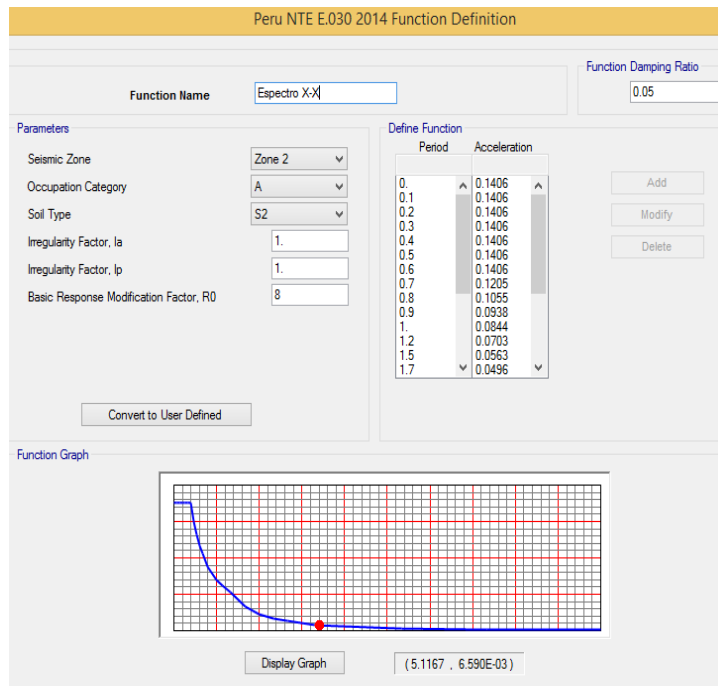 Peru NTE E.030 2014 Function Definition
Function Name
Espectro X-X
Function Damping Ratio
0.05
Parameters
Seismic Zone
Zone 2
Occupation Category
A
Soil Type
S2
Irregularity Factor, Ia
1.
Irregularity Factor, Ip
1.
Basic Response Modification Factor, R0
8
Convert to User Defined
Define Function
Period Acceleration
0. 0.1406
0.1 0.1406
0.2 0.1406
0.3 0.1406
0.4 0.1406
0.5 0.1406
0.6 0.1406
0.7 0.1205
0.8 0.1055
0.9 0.0938
1. 0.0844
1.2 0.0703
1.5 0.0563
1.7 0.0496
Add
Modify
Delete
Function Graph
Display Graph
(5.1167 , 6.590E-03)